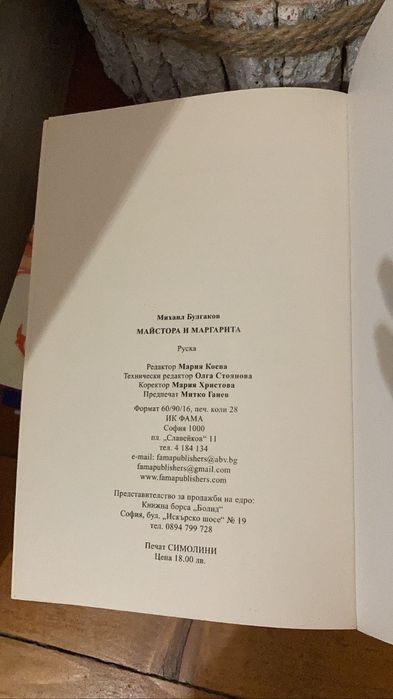 Михаил Булгаков
МАЙСТОРА И МАРГАРИТА
Руска
Редактор Мария Коева
Технически редактор Олга Стоянова
Коректор Мария Христова
Предпечат Митко Ганев
Формат 60/90/16, печ. коли 28
ИК ФАМА
София 1000
пл. „Славейков" 11
тел. 4 184 134
e-mail: famapublishers@abv.bg
famapublishers@gmail.com
www.famapublishers.com
Представителство за продажби на едро:
Книжна борса „Болид"
София, бул. „Искърско шосе" № 19
тел. 0894 799 728
Печат СИМОЛИНИ
Цена 18.00 лв.